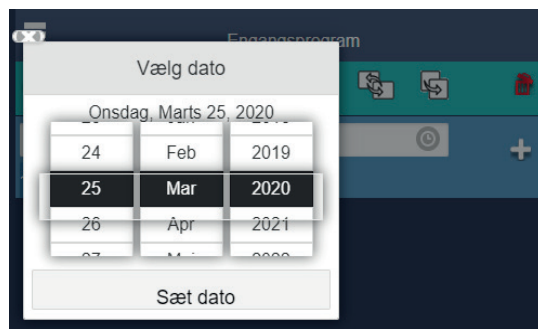 Engangsprogram
Vælg dato
Onsdag, Marts 25, 2020
24 Feb 2019
25 Mar 2020
26 Apr 2021
Sæt dato